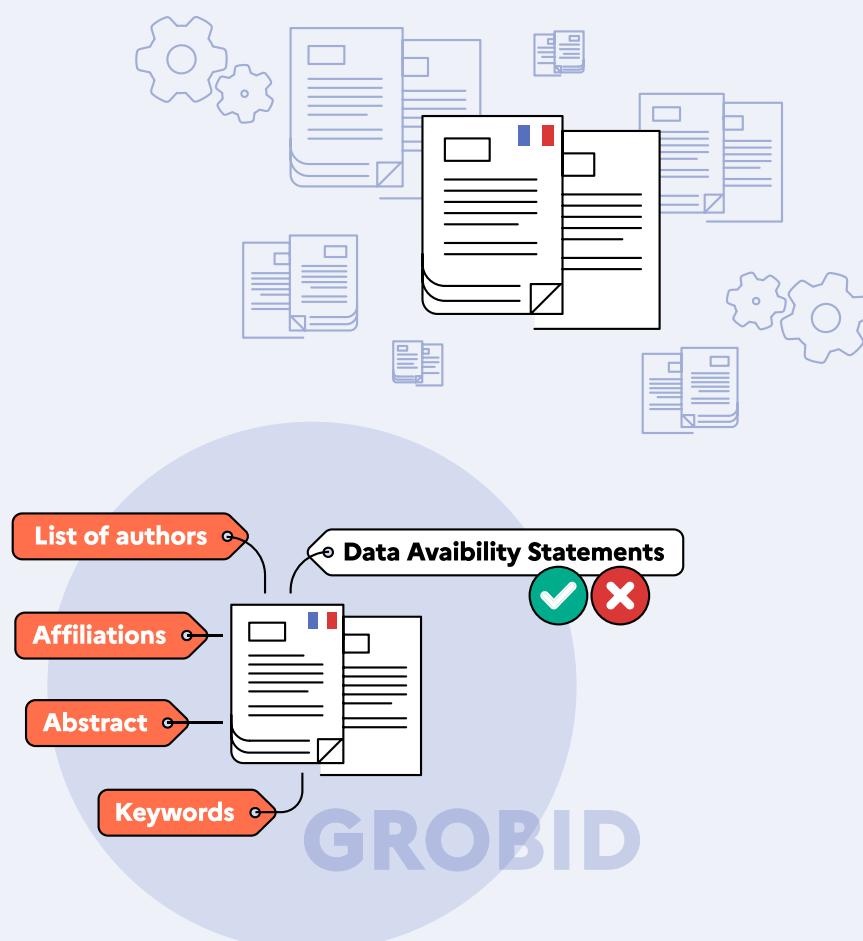 List of authors
Data Avaibility Statements
Affiliations
Abstract
Keywords
GROBID